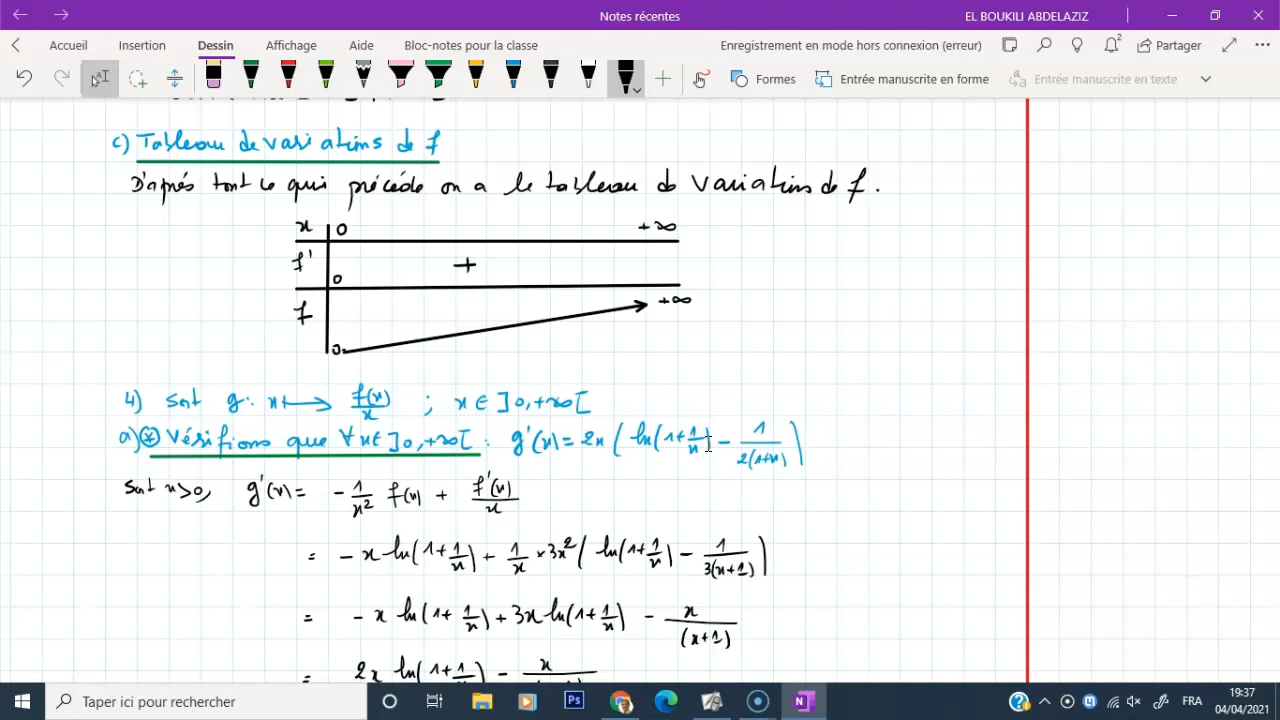 Notes récentes
EL BOUKILI ABDELAZIZ
Accueil Insertion Dessin Affichage Aide Bloc-notes pour la classe Enregistrement en mode hors connexion (erreur) Partager
Formes Entrée manuscrite en forme Entrée manuscrite en texte
c) Tableau de variations de f
D'après tout ce qui précède on a le tableau de variations de f.
x 0 +∞
f' 0 +
f 0 +∞
4) Soit g: x ⟼ f(x)/x ; x ∈ ]0,+∞[
a) ⊛ Vérifions que ∀x∈]0,+∞[ : g'(x) = 2x ( ln(1+1/x) - 1/(2(1+x)) )
Soit x>0, g'(x) = -1/x² f(x) + f'(x)/x
= -x ln(1+1/x) + 1/x × 3x² ( ln(1+1/x) - 1/(3(x+1)) )
= -x ln(1+1/x) + 3x ln(1+1/x) - x/(x+1)
= 2x ln(1+1/x) - x
Taper ici pour rechercher
FRA
19:37
04/04/2021